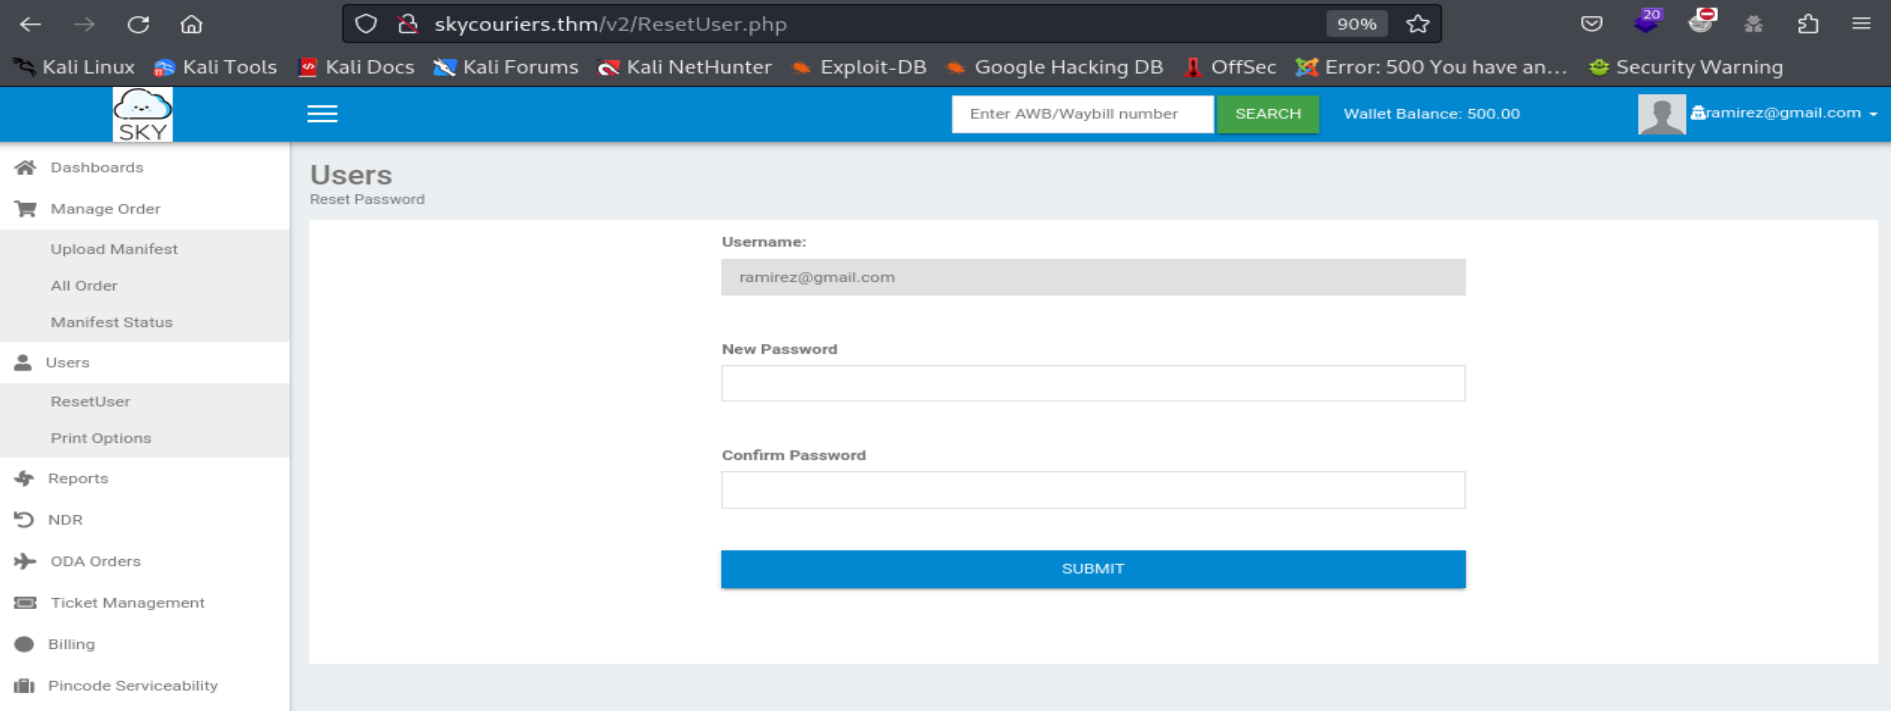 skycouriers.thm/v2/ResetUser.php
90%
20
Kali Linux Kali Tools Kali Docs Kali Forums Kali NetHunter Exploit-DB Google Hacking DB OffSec Error: 500 You have an... Security Warning
SKY
Enter AWB/Waybill number
SEARCH
Wallet Balance: 500.00
ramirez@gmail.com
Dashboards
Manage Order
Upload Manifest
All Order
Manifest Status
Users
ResetUser
Print Options
Reports
NDR
ODA Orders
Ticket Management
Billing
Pincode Serviceability
Users
Reset Password
Username:
ramirez@gmail.com
New Password
Confirm Password
SUBMIT